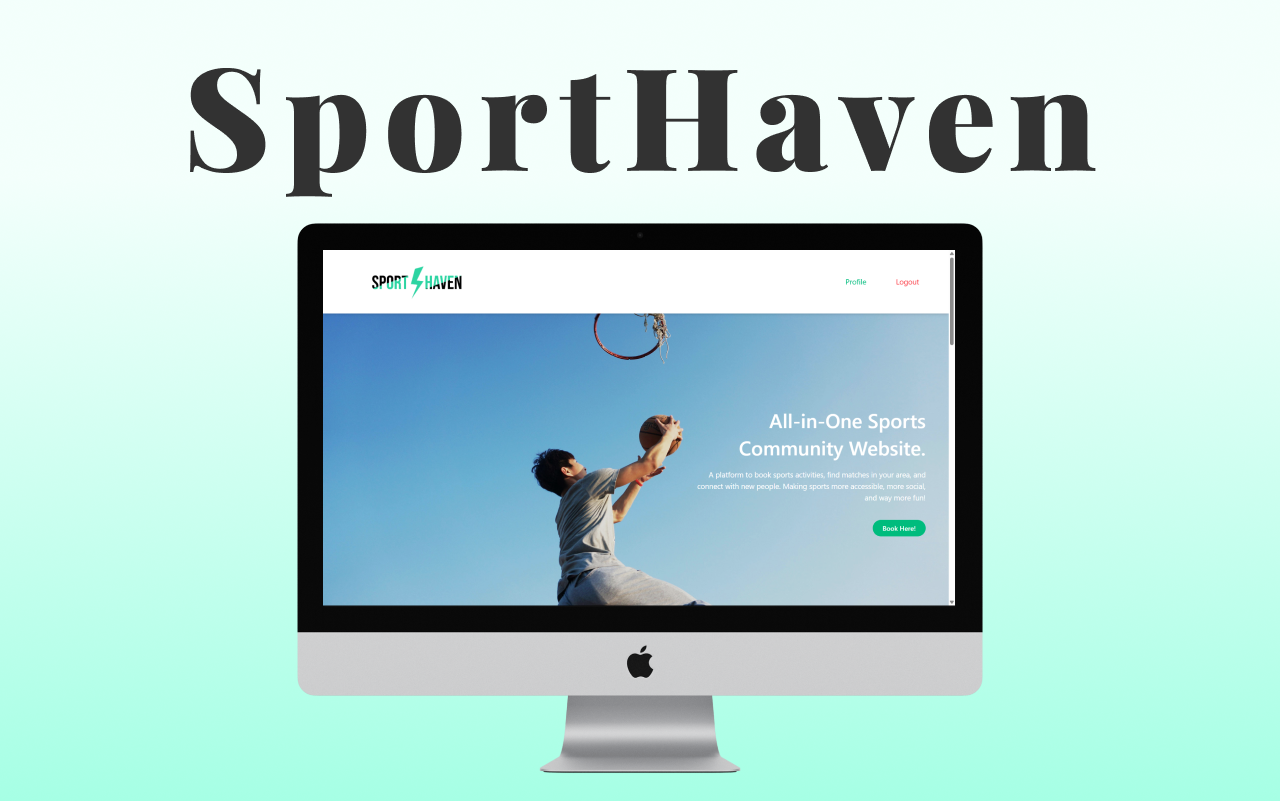 SportHaven
SPORT HAVEN
Profile
Logout
All-in-One Sports
Community Website.
A platform to book sports activities, find matches in your area, and
connect with new people. Making sports more accessible, more social,
and way more fun!
Book Here!